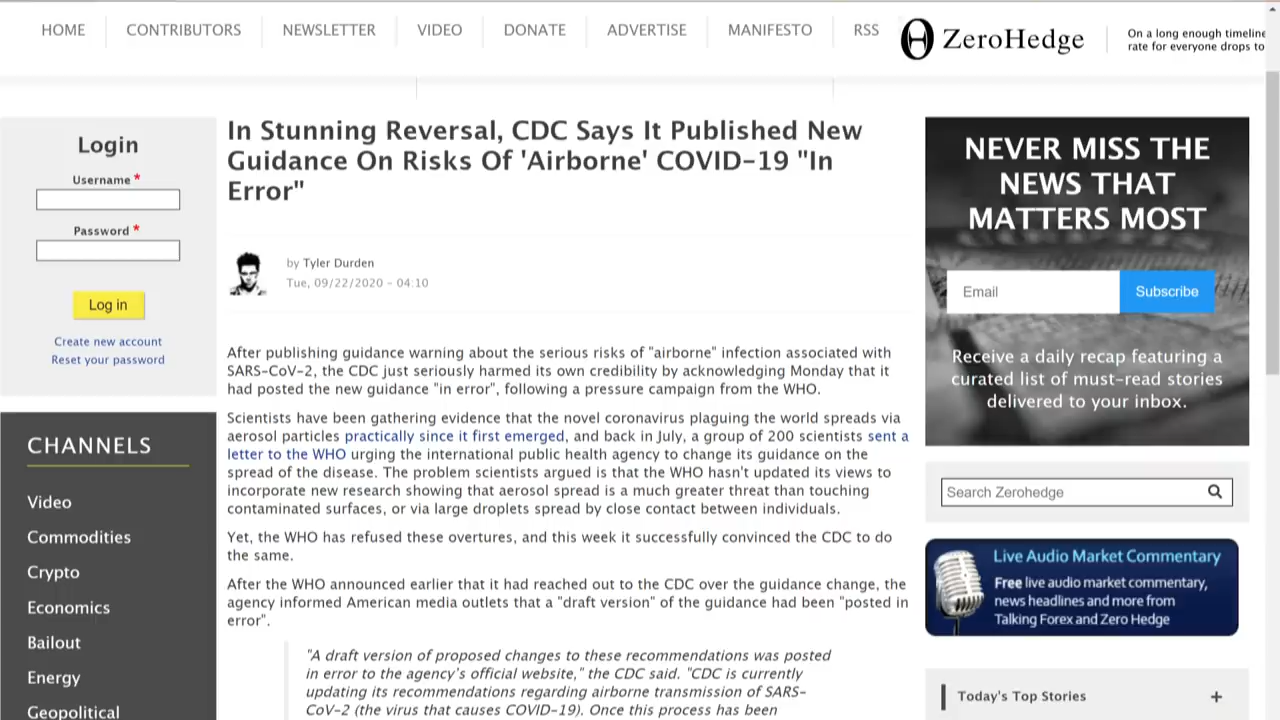 HOME
CONTRIBUTORS
NEWSLETTER
VIDEO
DONATE
ADVERTISE
MANIFESTO
RSS
ZeroHedge
On a long enough timeline
rate for everyone drops to
Login
Username *
Password *
Log in
Create new account
Reset your password
CHANNELS
Video
Commodities
Crypto
Economics
Bailout
Energy
Geopolitical
In Stunning Reversal, CDC Says It Published New
Guidance On Risks Of 'Airborne' COVID-19 "In
Error"
by Tyler Durden
Tue, 09/22/2020 - 04:10
After publishing guidance warning about the serious risks of "airborne" infection associated with
SARS-CoV-2, the CDC just seriously harmed its own credibility by acknowledging Monday that it
had posted the new guidance "in error", following a pressure campaign from the WHO.
Scientists have been gathering evidence that the novel coronavirus plaguing the world spreads via
aerosol particles practically since it first emerged, and back in July, a group of 200 scientists sent a
letter to the WHO urging the international public health agency to change its guidance on the
spread of the disease. The problem scientists argued is that the WHO hasn't updated its views to
incorporate new research showing that aerosol spread is a much greater threat than touching
contaminated surfaces, or via large droplets spread by close contact between individuals.
Yet, the WHO has refused these overtures, and this week it successfully convinced the CDC to do
the same.
After the WHO announced earlier that it had reached out to the CDC over the guidance change, the
agency informed American media outlets that a "draft version" of the guidance had been "posted in
error".
"A draft version of proposed changes to these recommendations was posted
in error to the agency's official website," the CDC said. "CDC is currently
updating its recommendations regarding airborne transmission of SARS-
CoV-2 (the virus that causes COVID-19). Once this process has been
NEVER MISS THE
NEWS THAT
MATTERS MOST
Email
Subscribe
Receive a daily recap featuring a
curated list of must-read stories
delivered to your inbox.
Search Zerohedge
Live Audio Market Commentary
Free live audio market commentary,
news headlines and more from
Talking Forex and Zero Hedge
Today's Top Stories
+